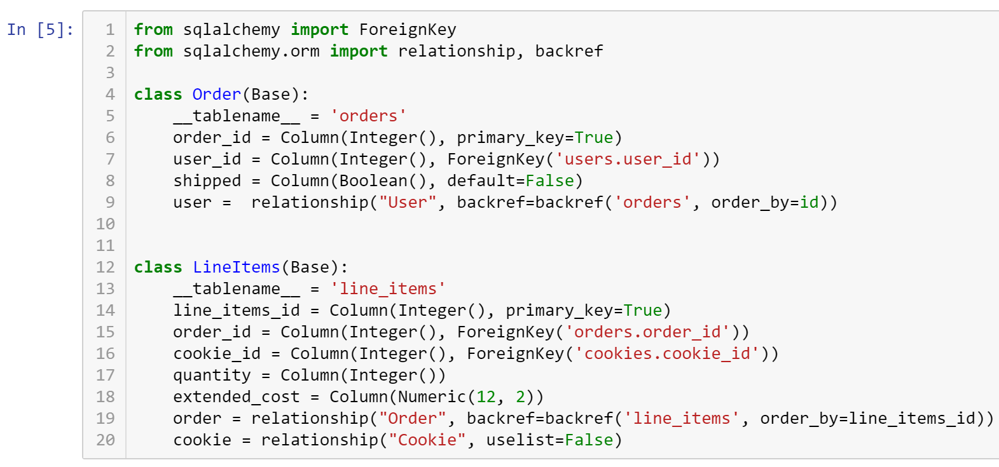 In [5]:
1 from sqlalchemy import ForeignKey
2 from sqlalchemy.orm import relationship, backref
3
4 class Order(Base):
5     __tablename__ = 'orders'
6     order_id = Column(Integer(), primary_key=True)
7     user_id = Column(Integer(), ForeignKey('users.user_id'))
8     shipped = Column(Boolean(), default=False)
9     user =  relationship("User", backref=backref('orders', order_by=id))
10
11
12 class LineItems(Base):
13     __tablename__ = 'line_items'
14     line_items_id = Column(Integer(), primary_key=True)
15     order_id = Column(Integer(), ForeignKey('orders.order_id'))
16     cookie_id = Column(Integer(), ForeignKey('cookies.cookie_id'))
17     quantity = Column(Integer())
18     extended_cost = Column(Numeric(12, 2))
19     order = relationship("Order", backref=backref('line_items', order_by=line_items_id))
20     cookie = relationship("Cookie", uselist=False)